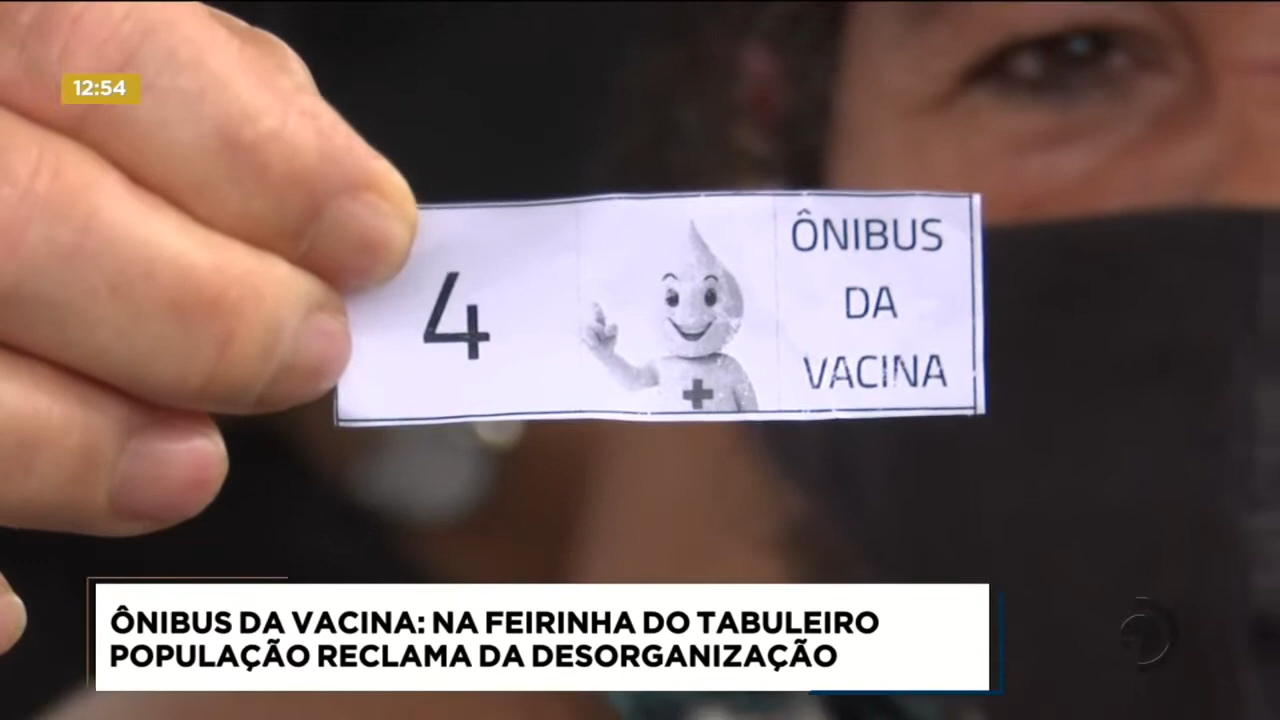 12:54
4
ÔNIBUS
DA
VACINA
ÔNIBUS DA VACINA: NA FEIRINHA DO TABULEIRO
POPULAÇÃO RECLAMA DA DESORGANIZAÇÃO